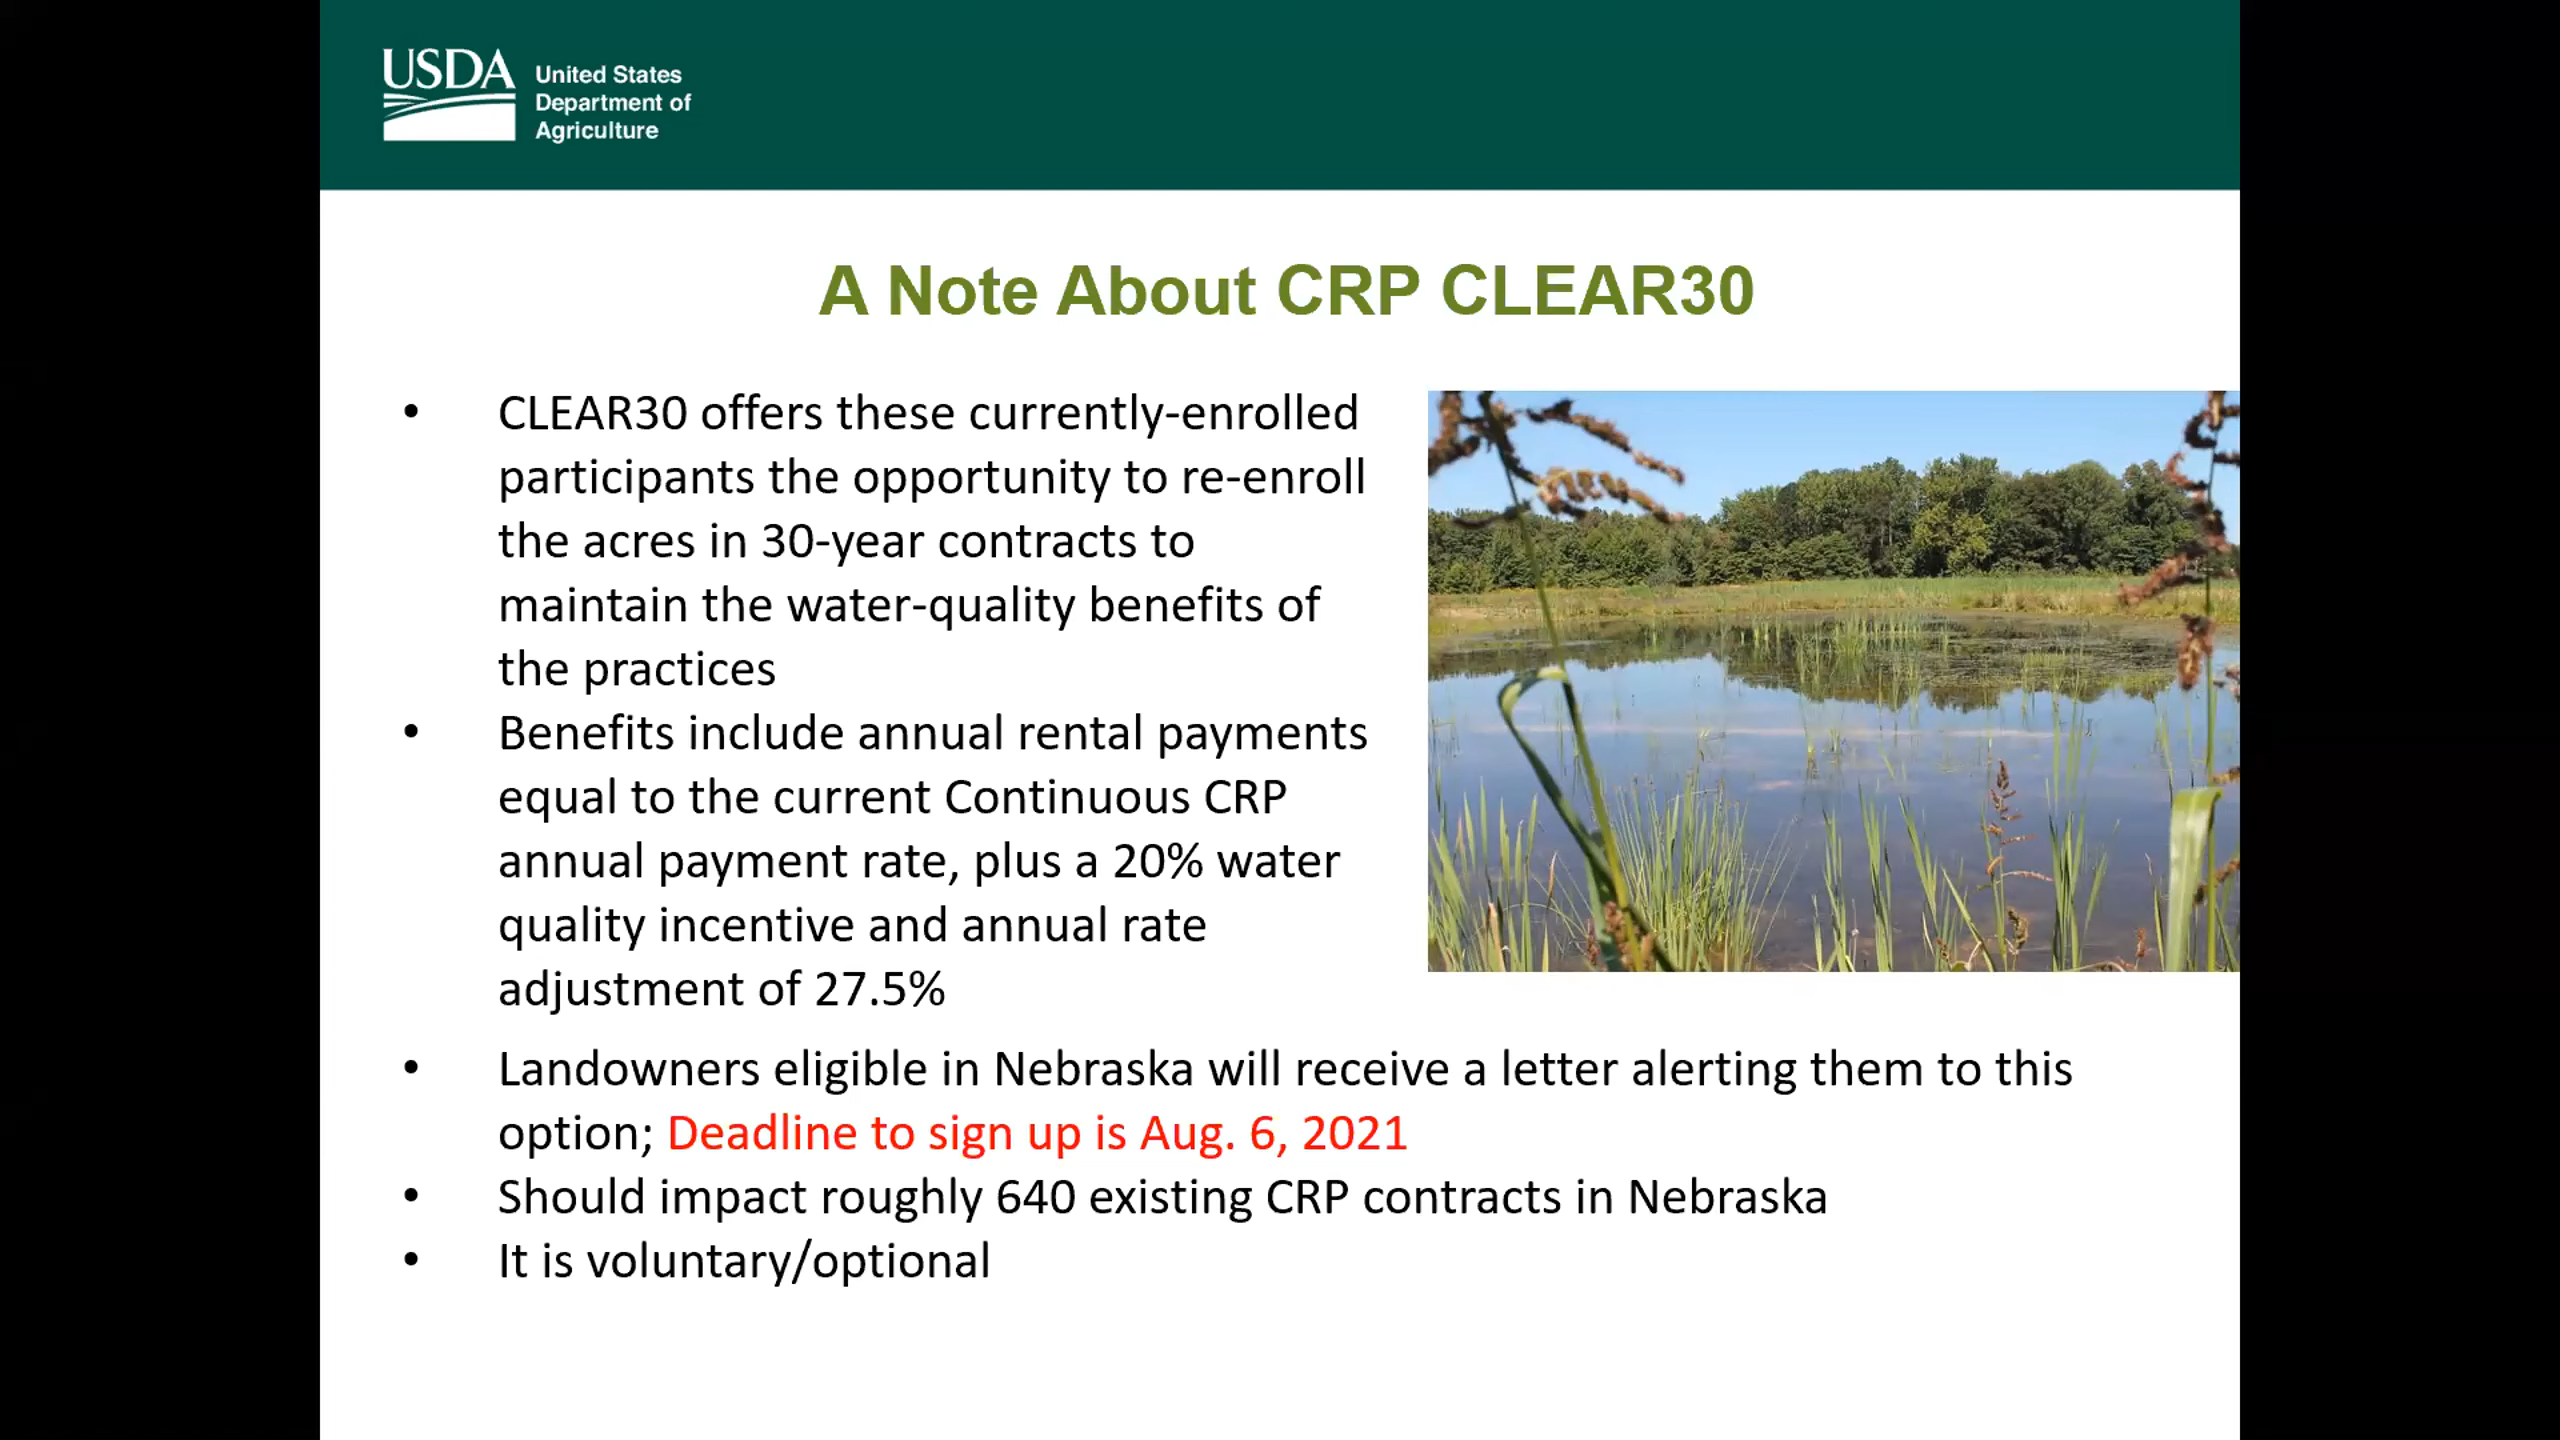 USDA
United States
Department of
Agriculture
A Note About CRP CLEAR30
• CLEAR30 offers these currently-enrolled
participants the opportunity to re-enroll
the acres in 30-year contracts to
maintain the water-quality benefits of
the practices
• Benefits include annual rental payments
equal to the current Continuous CRP
annual payment rate, plus a 20% water
quality incentive and annual rate
adjustment of 27.5%
• Landowners eligible in Nebraska will receive a letter alerting them to this
option; Deadline to sign up is Aug. 6, 2021
• Should impact roughly 640 existing CRP contracts in Nebraska
• It is voluntary/optional